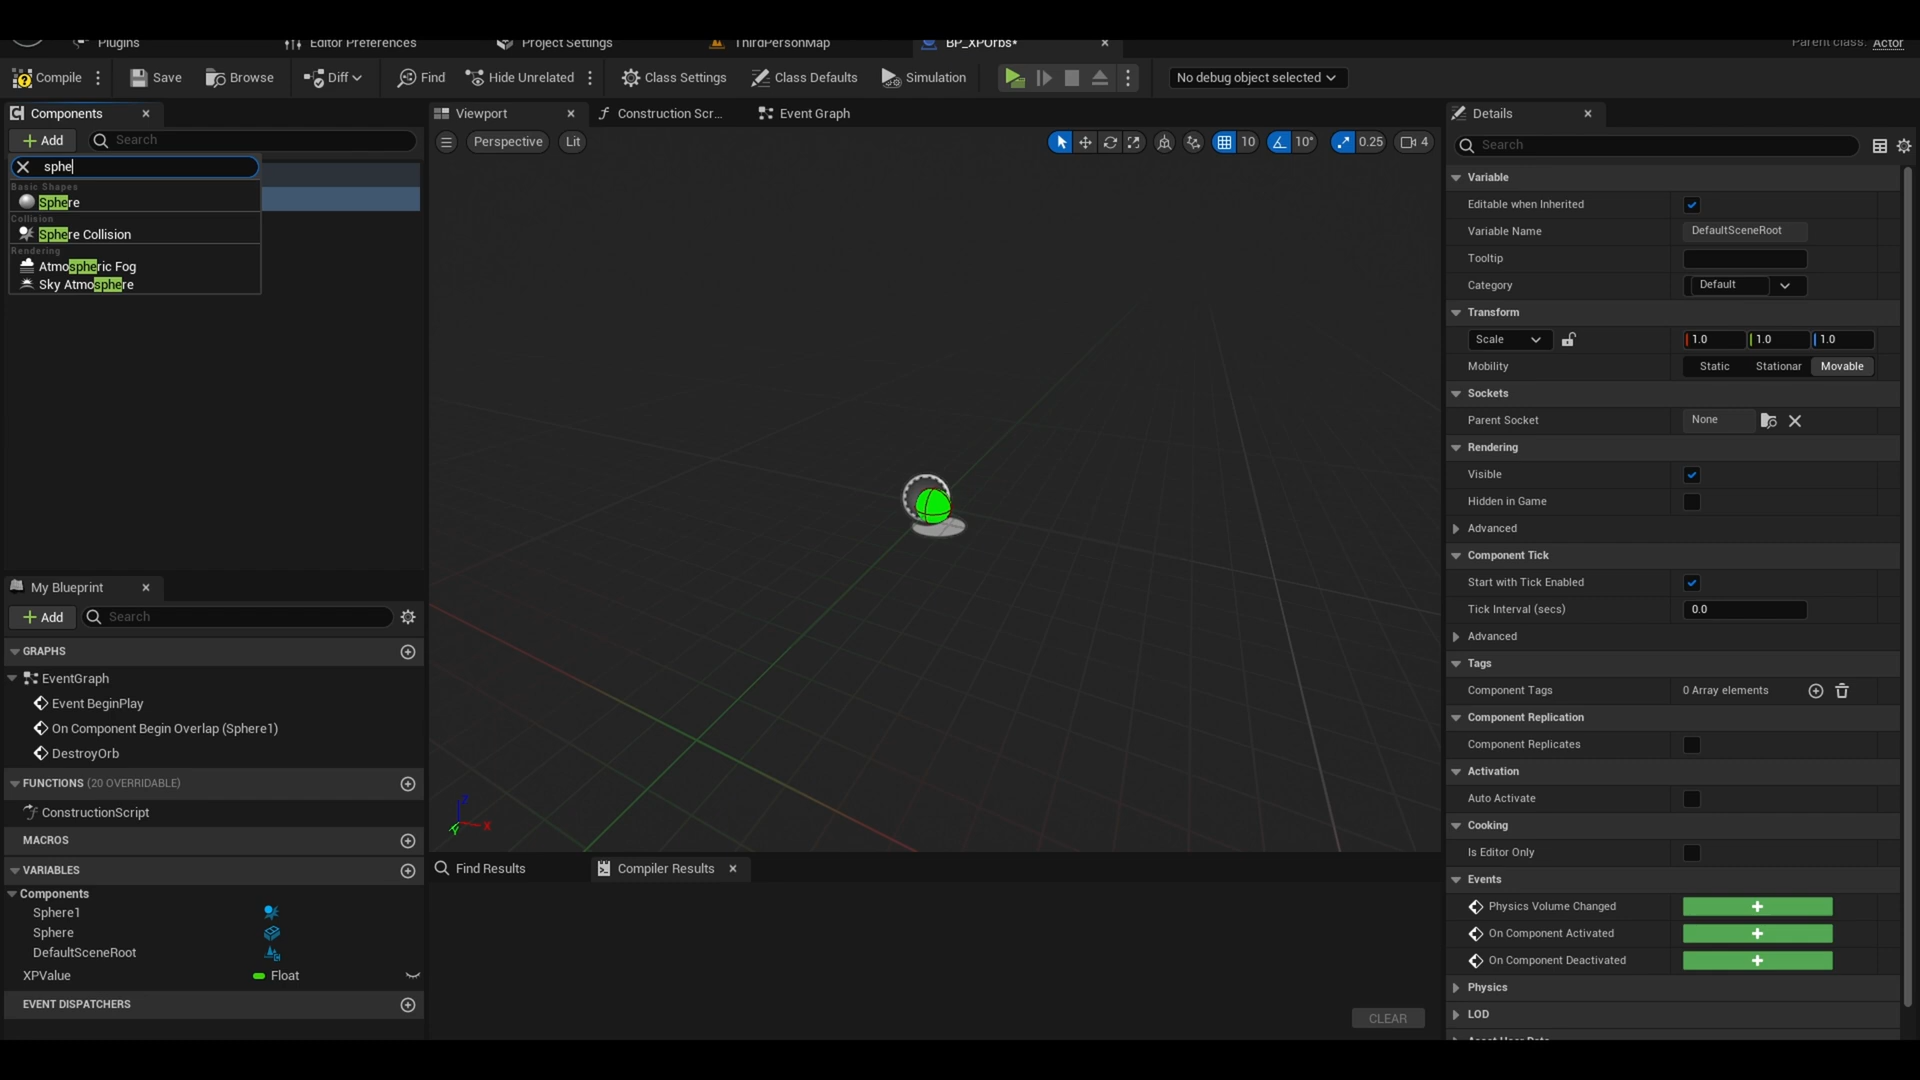 Plugins
Editor Preferences
Project Settings
ThirdPersonMap
BP_XPOrbs*
Parent class: Actor
Compile
Save
Browse
Diff
Find
Hide Unrelated
Class Settings
Class Defaults
Simulation
No debug object selected
Components
Add
Search
sphe
Basic Shapes
Sphere
Collision
Sphere Collision
Rendering
Atmospheric Fog
Sky Atmosphere
Viewport
Construction Scr...
Event Graph
Perspective
Lit
10
10°
0.25
4
Z
X
Y
My Blueprint
Add
Search
GRAPHS
EventGraph
Event BeginPlay
On Component Begin Overlap (Sphere1)
DestroyOrb
FUNCTIONS (20 OVERRIDABLE)
ConstructionScript
MACROS
VARIABLES
Components
Sphere1
Sphere
DefaultSceneRoot
XPValue Float
EVENT DISPATCHERS
Find Results
Compiler Results
CLEAR
Details
Search
Variable
Editable when Inherited
Variable Name DefaultSceneRoot
Tooltip
Category Default
Transform
Scale 1.0 1.0 1.0
Mobility Static Stationar Movable
Sockets
Parent Socket None
Rendering
Visible
Hidden in Game
Advanced
Component Tick
Start with Tick Enabled
Tick Interval (secs) 0.0
Advanced
Tags
Component Tags 0 Array elements
Component Replication
Component Replicates
Activation
Auto Activate
Cooking
Is Editor Only
Events
Physics Volume Changed
On Component Activated
On Component Deactivated
Physics
LOD